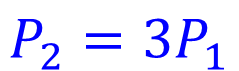 P₂ = 3P₁